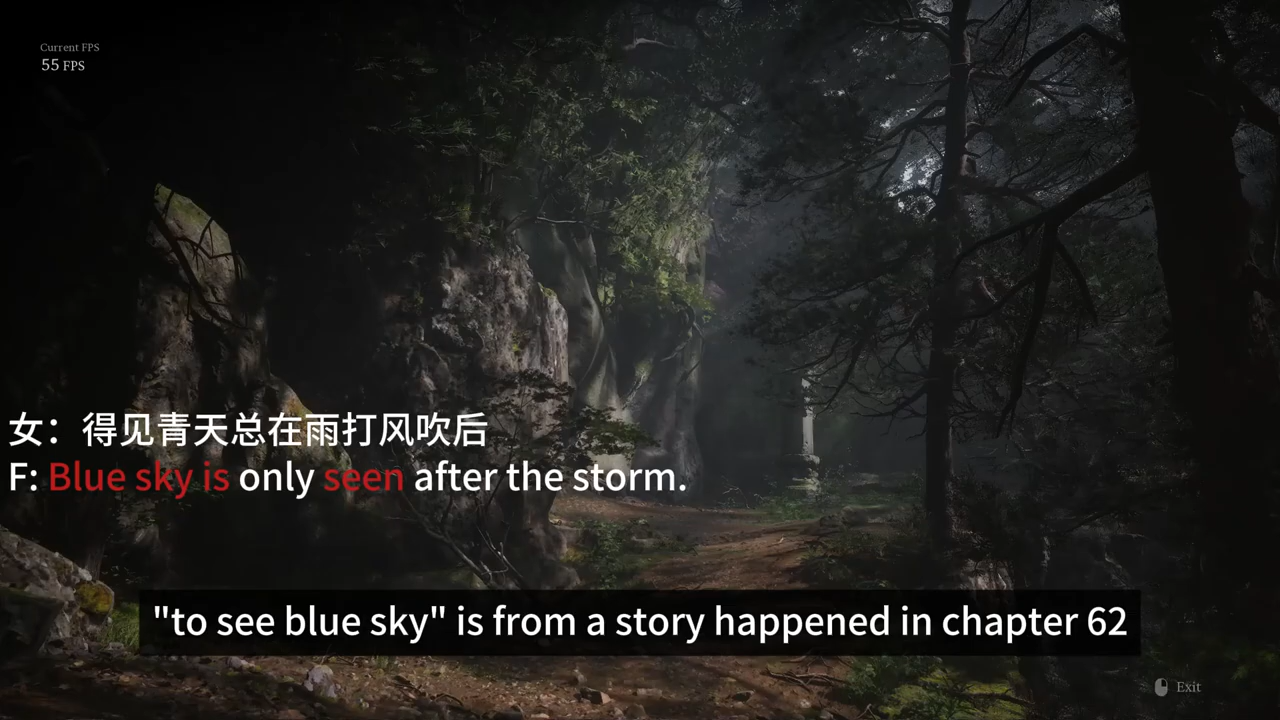 Current FPS
55 FPS
女：得见青天总在雨打风吹后
F: Blue sky is only seen after the storm.
"to see blue sky" is from a story happened in chapter 62
Exit